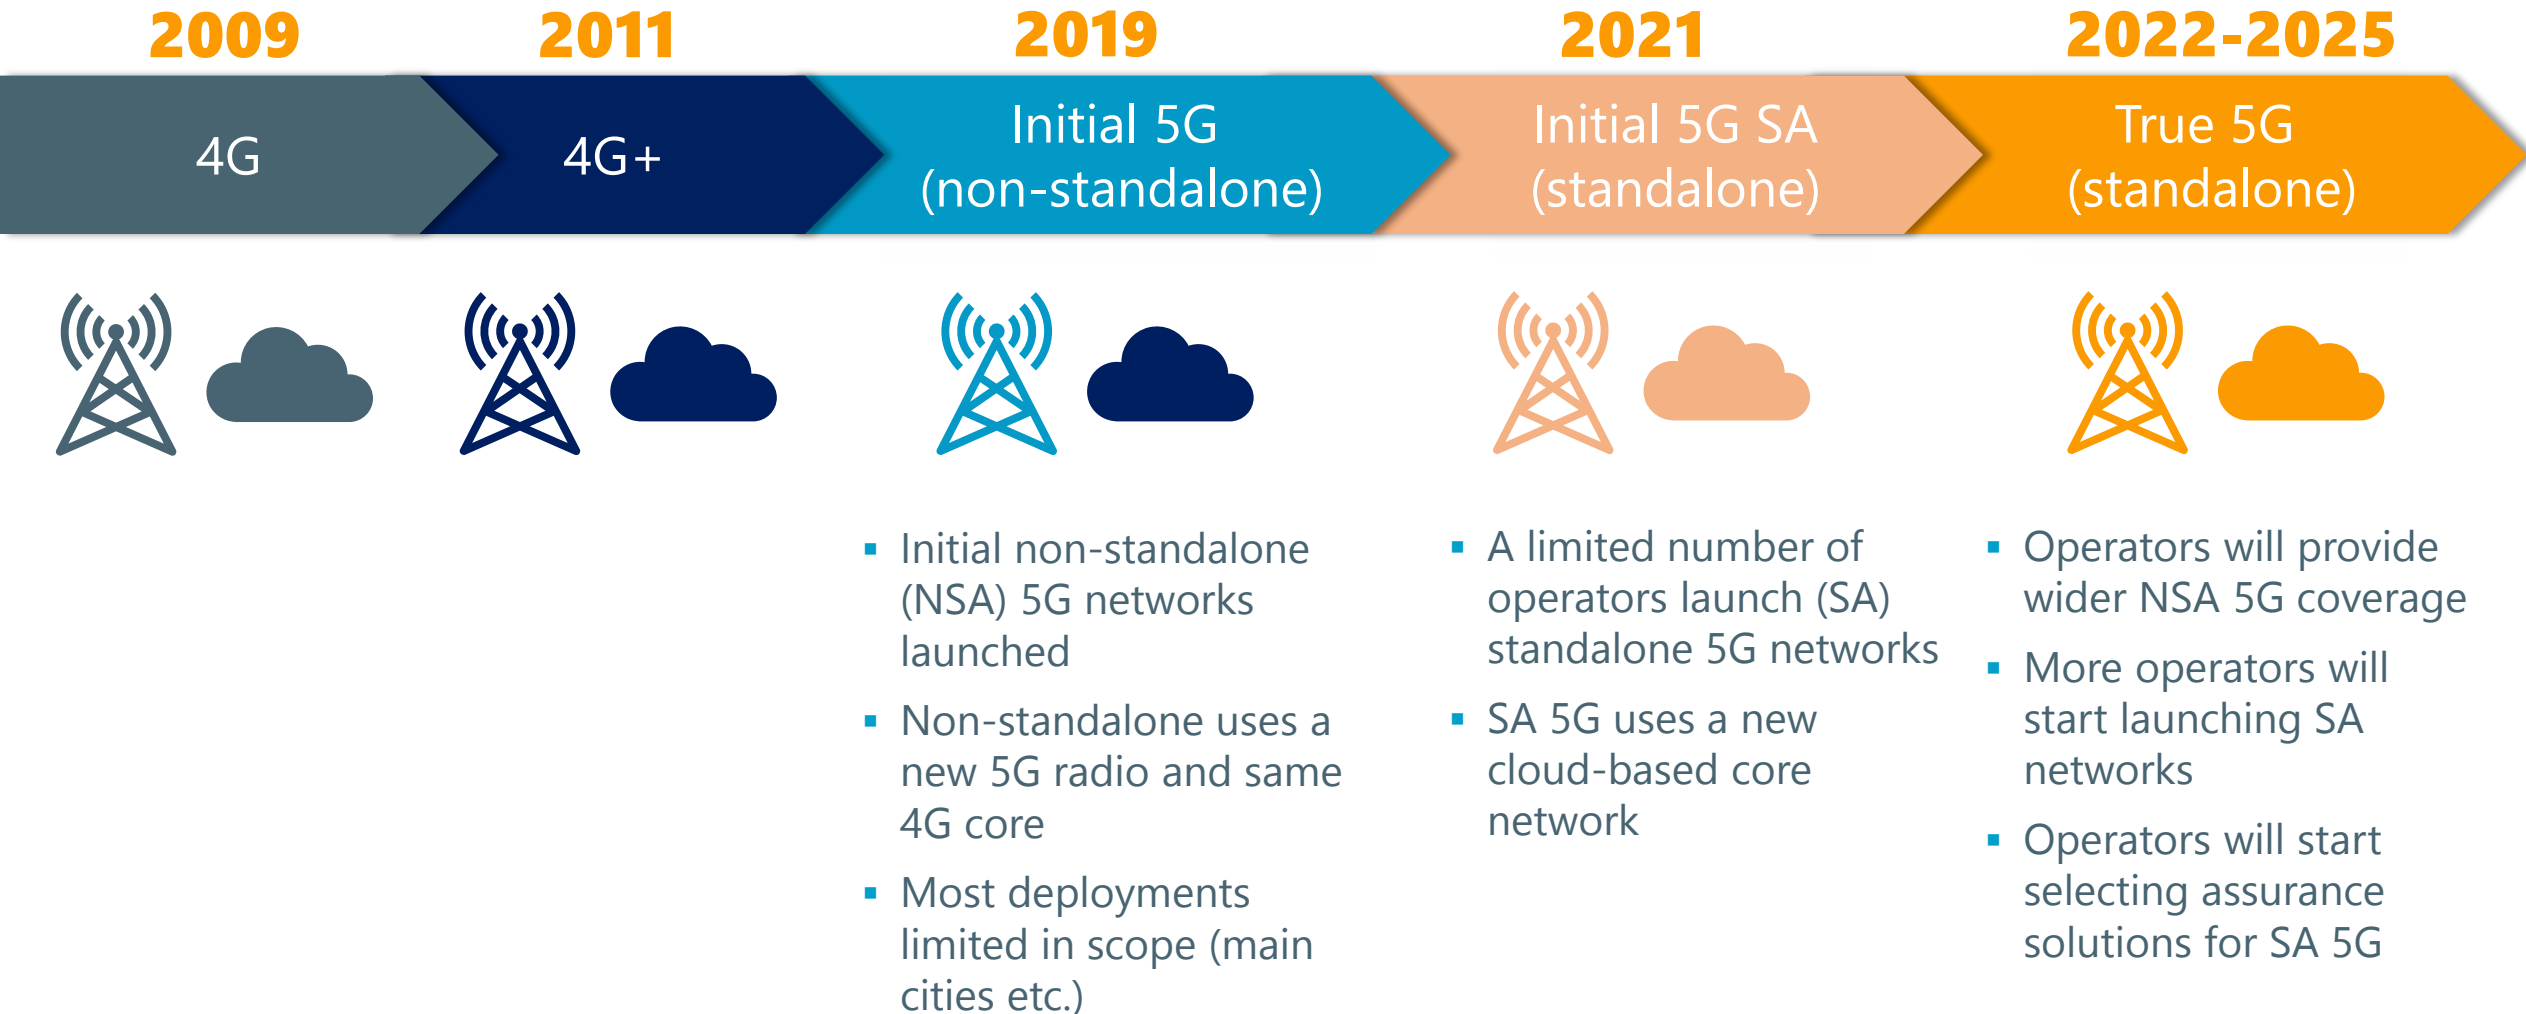 2009
2011
2019
2021
2022-2025
4G
4G+
Initial 5G
(non-standalone)
Initial 5G SA
(standalone)
True 5G
(standalone)
▪ Initial non-standalone
(NSA) 5G networks
launched
▪ Non-standalone uses a
new 5G radio and same
4G core
▪ Most deployments
limited in scope (main
cities etc.)
▪ A limited number of
operators launch (SA)
standalone 5G networks
▪ SA 5G uses a new
cloud-based core
network
▪ Operators will provide
wider NSA 5G coverage
▪ More operators will
start launching SA
networks
▪ Operators will start
selecting assurance
solutions for SA 5G